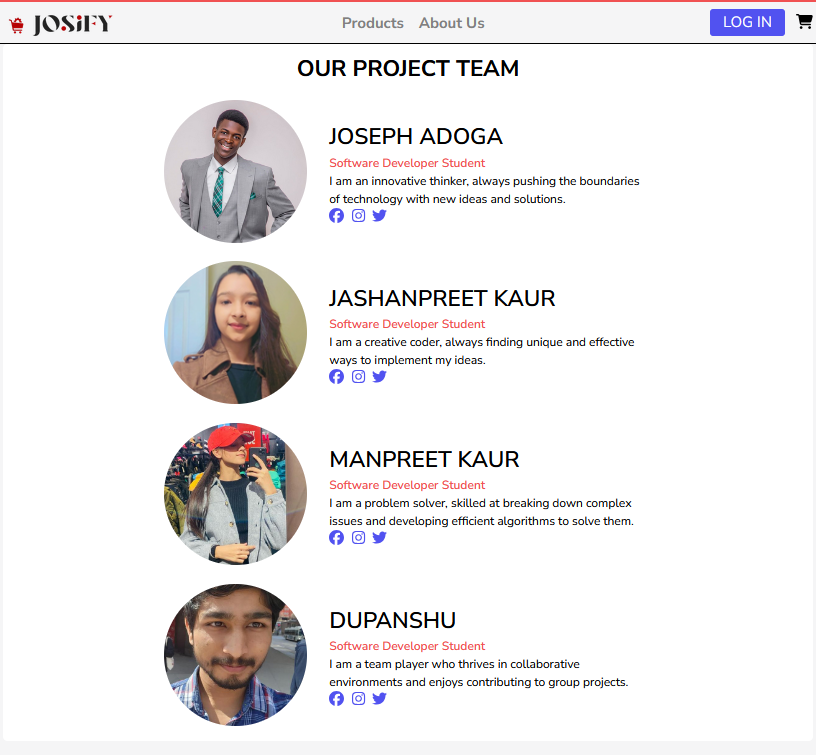 JOSiFY
Products About Us
LOG IN
OUR PROJECT TEAM
JOSEPH ADOGA
Software Developer Student
I am an innovative thinker, always pushing the boundaries
of technology with new ideas and solutions.
JASHANPREET KAUR
Software Developer Student
I am a creative coder, always finding unique and effective
ways to implement my ideas.
MANPREET KAUR
Software Developer Student
I am a problem solver, skilled at breaking down complex
issues and developing efficient algorithms to solve them.
DUPANSHU
Software Developer Student
I am a team player who thrives in collaborative
environments and enjoys contributing to group projects.